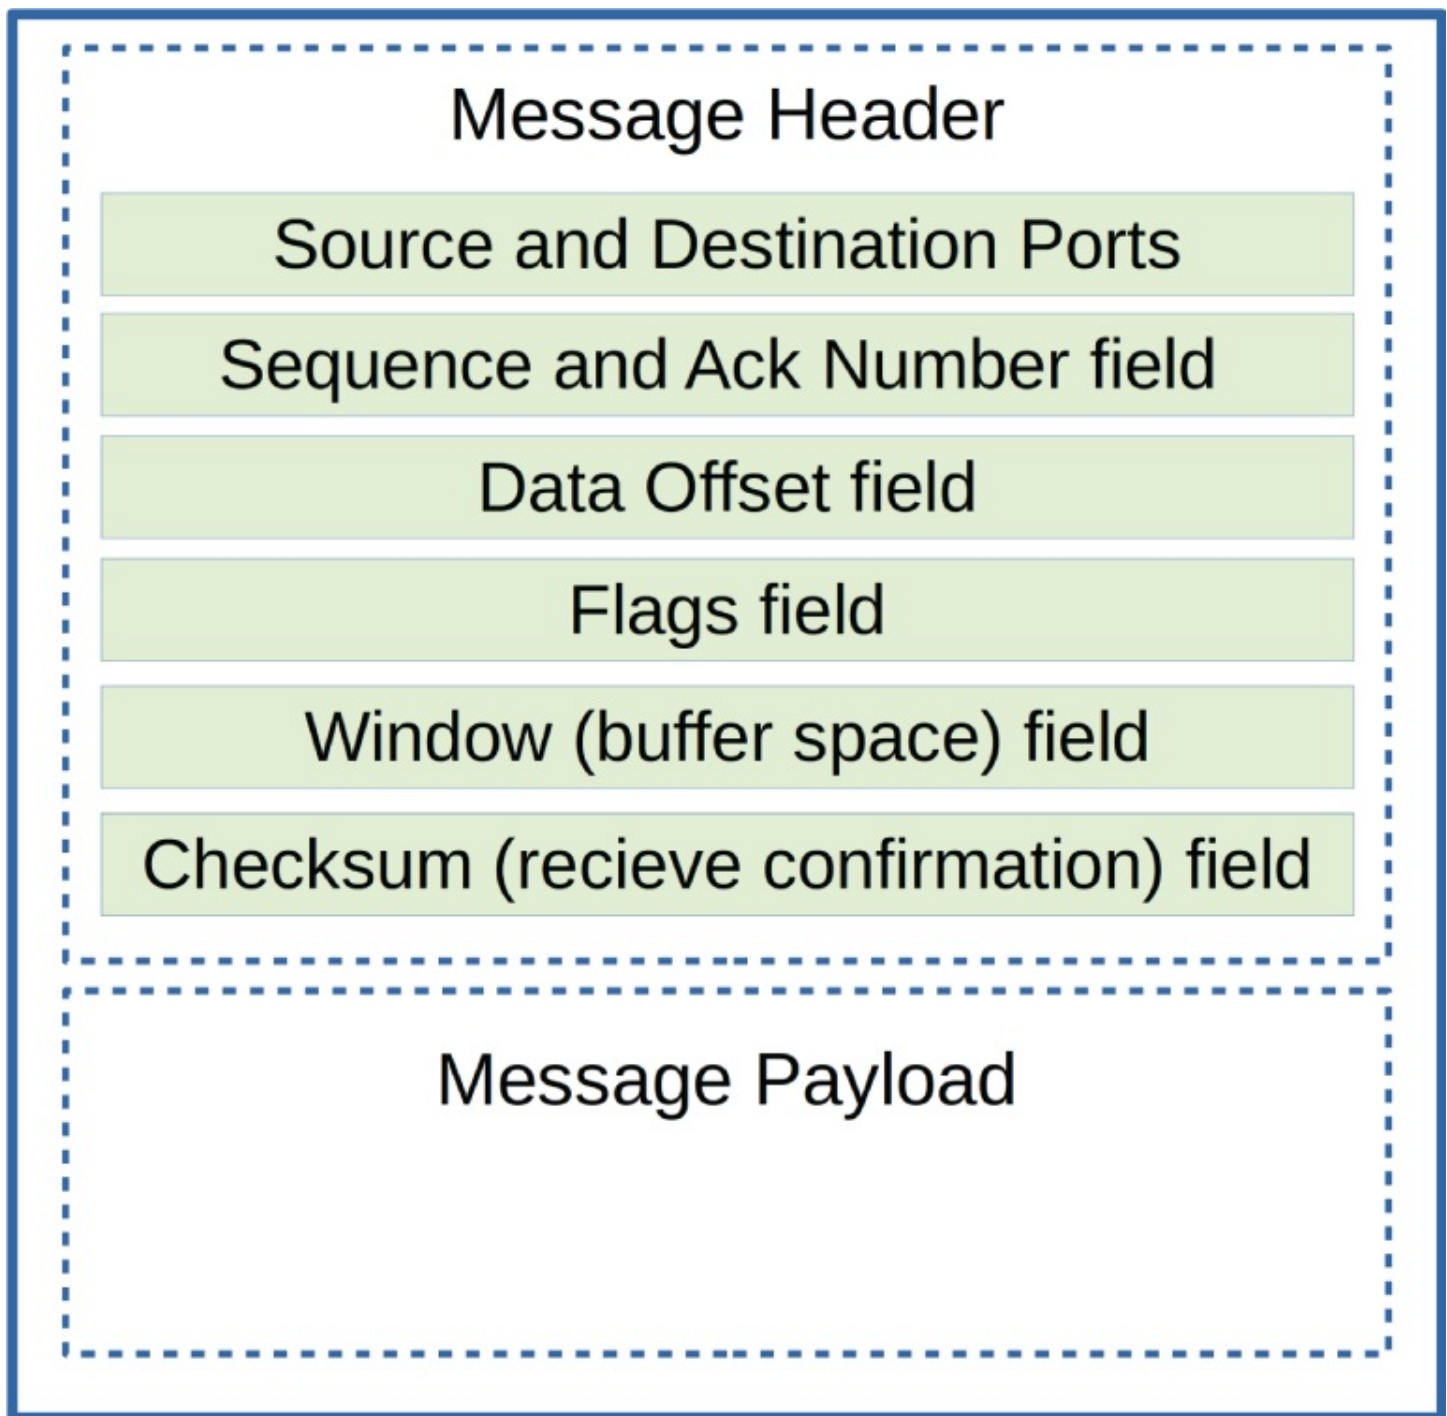 Message Header
Source and Destination Ports
Sequence and Ack Number field
Data Offset field
Flags field
Window (buffer space) field
Checksum (recieve confirmation) field
Message Payload